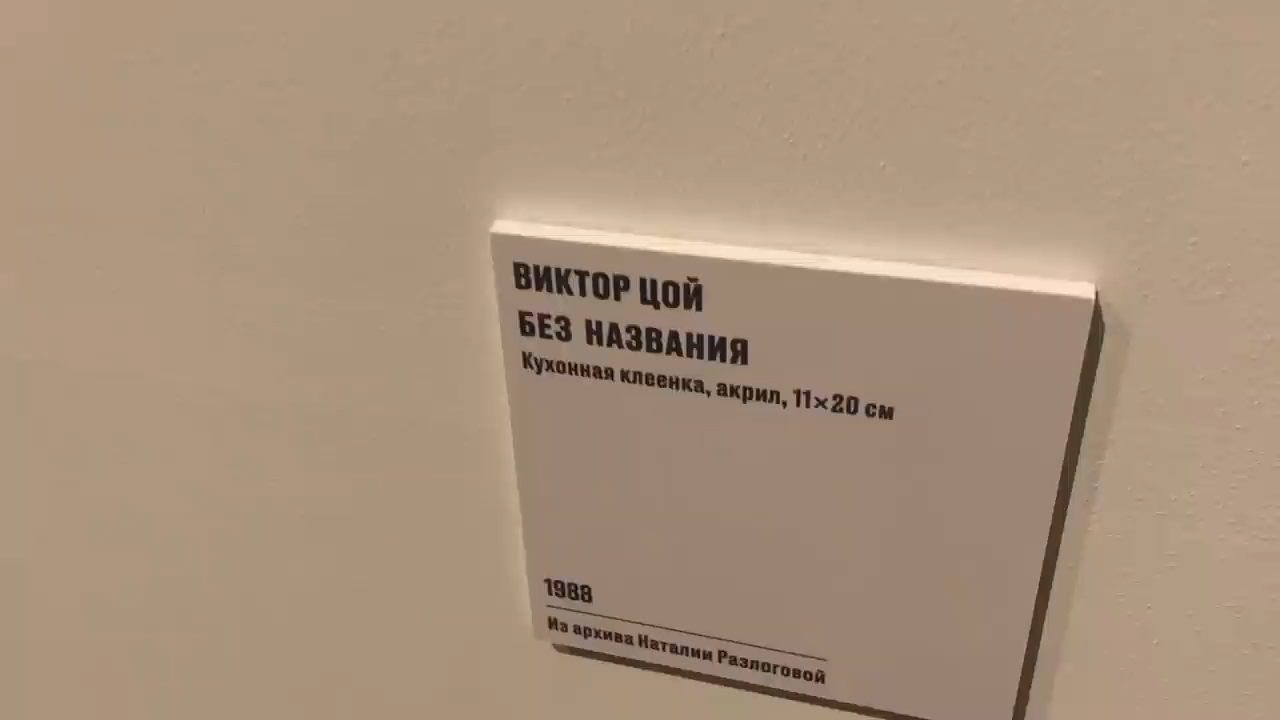 ВИКТОР ЦОЙ
БЕЗ НАЗВАНИЯ
Кухонная клеенка, акрил, 11×20 см
1988
Из архива Наталии Разлоговой